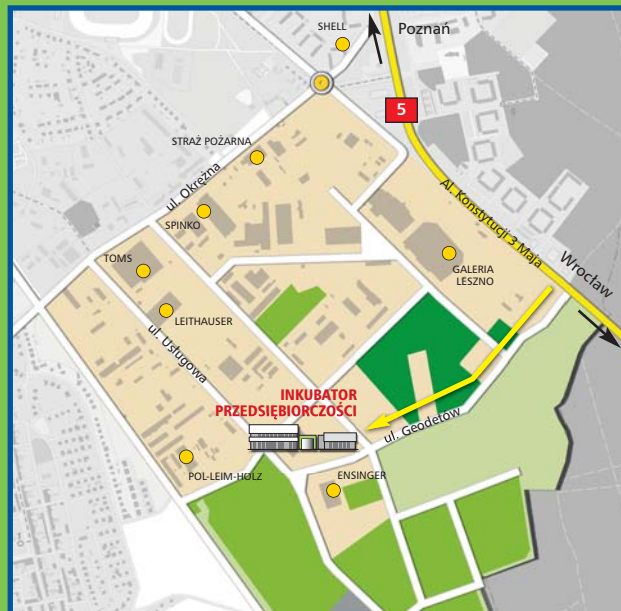 SHELL
Poznań
5
STRAŻ POŻARNA
ul. Okrężna
SPINKO
Al. Konstytucji 3 Maja
Wrocław
TOMS
GALERIA
LESZNO
LEITHAUSER
ul. Usługowa
INKUBATOR
PRZEDSIĘBIORCZOŚCI
ul. Geodetów
POL-LEIM-HOLZ
ENSINGER